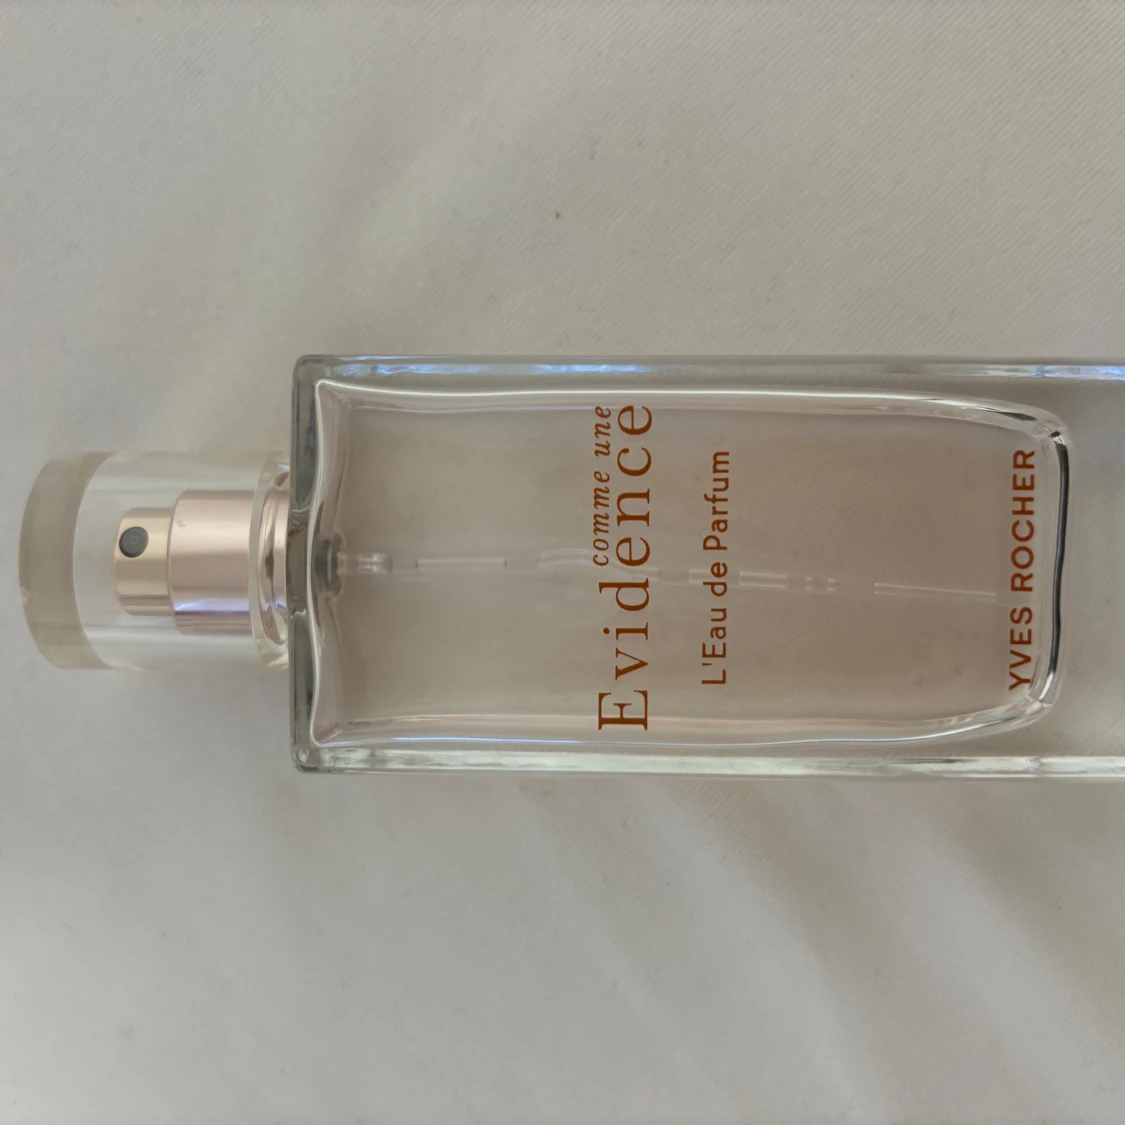 comme une
Evidence
L'Eau de Parfum
YVES ROCHER